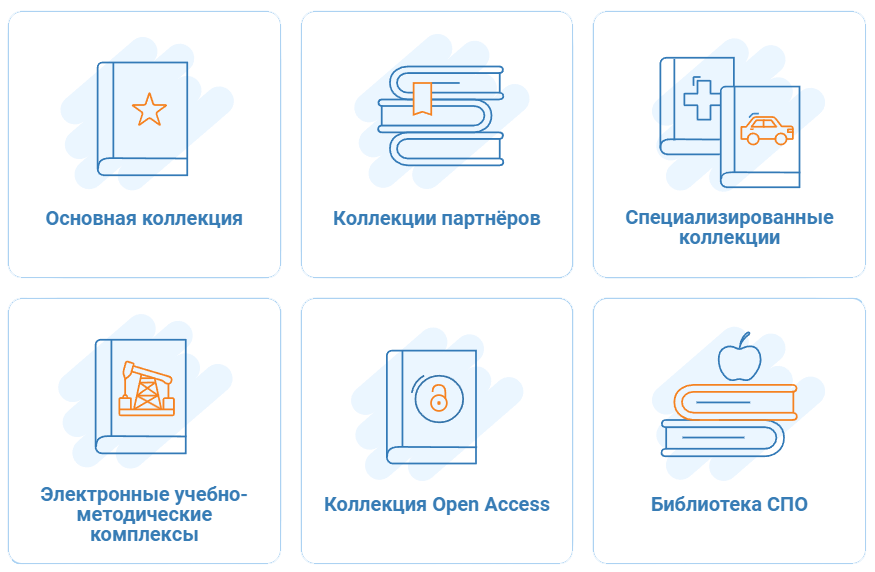 Основная коллекция
Коллекции партнёров
Специализированные
коллекции
Электронные учебно-
методические
комплексы
Коллекция Open Access
Библиотека СПО